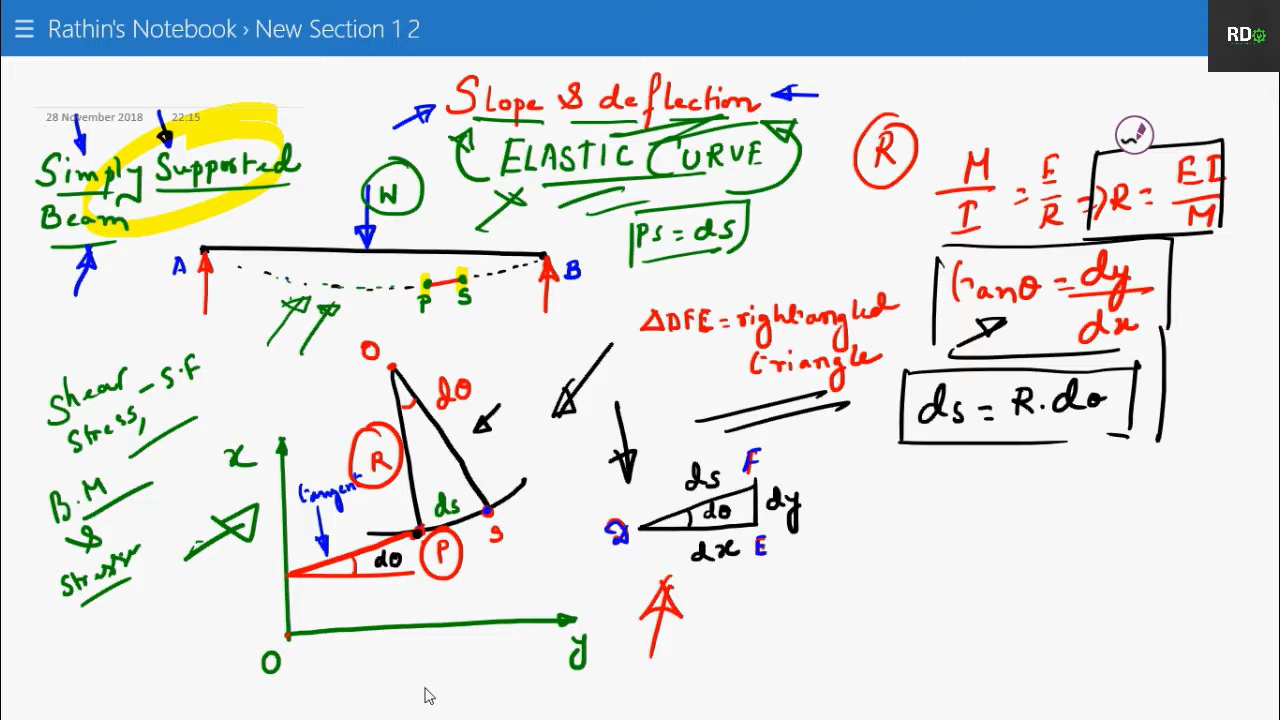 Rathin's Notebook › New Section 1 2
RD
28 November 2018 22:15
Slope & deflection
ELASTIC CURVE
Simply Supported
Beam
W
A
B
P S
PS = ds
R
M/I = E/R => R = EI/M
tanθ = dy/dx
ds = R.dθ
ΔDFE = right angled
triangle
Shear - S.F
Stress,
B.M
&
Stress
O
dθ
R
ds
tangent
x
S
P
dθ
O
y
ds
F
dθ
dy
D
dx
E